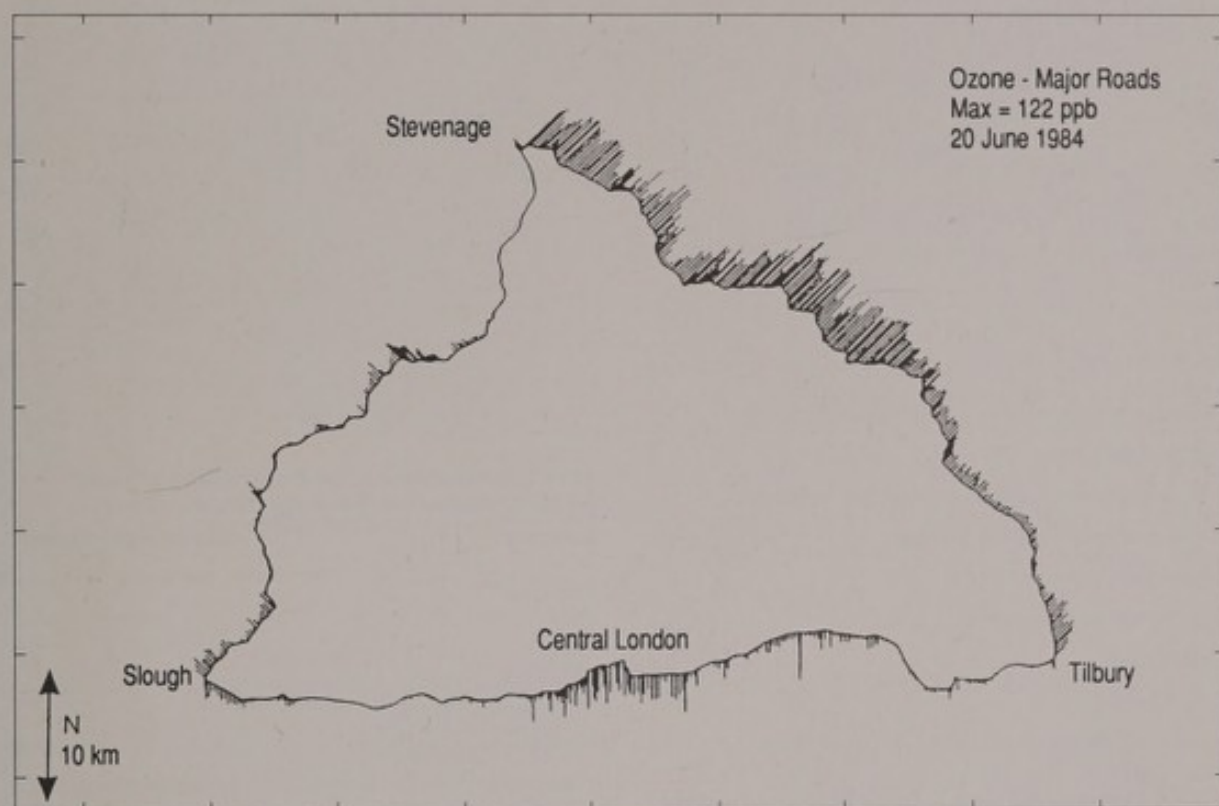 Ozone - Major Roads
Max = 122 ppb
20 June 1984
Stevenage
Central London
Slough
Tilbury
N
10 km